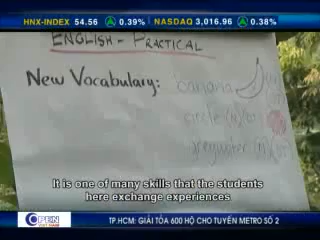 HNX-INDEX 54.56 0.39% NASDAQ 3,016.96 0.38%
ENGLISH - PRACTICAL
New Vocabulary: banana
circle (n)
greywater (n)
It is one of many skills that the students
here exchange experiences
OPEN
TP.HCM: GIẢI TỎA 600 HỘ CHO TUYẾN METRO SỐ 2